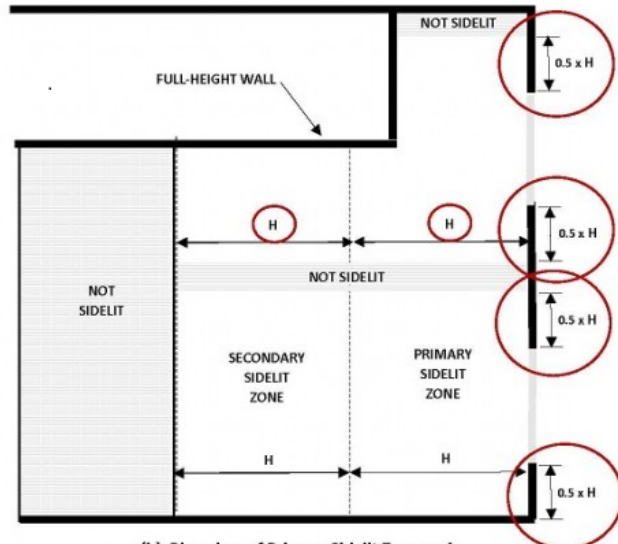 NOT SIDELIT
0.5 x H
FULL-HEIGHT WALL
H
H
0.5 x H
NOT SIDELIT
NOT
SIDELIT
0.5 x H
SECONDARY
SIDELIT
ZONE
PRIMARY
SIDELIT
ZONE
H
H
0.5 x H